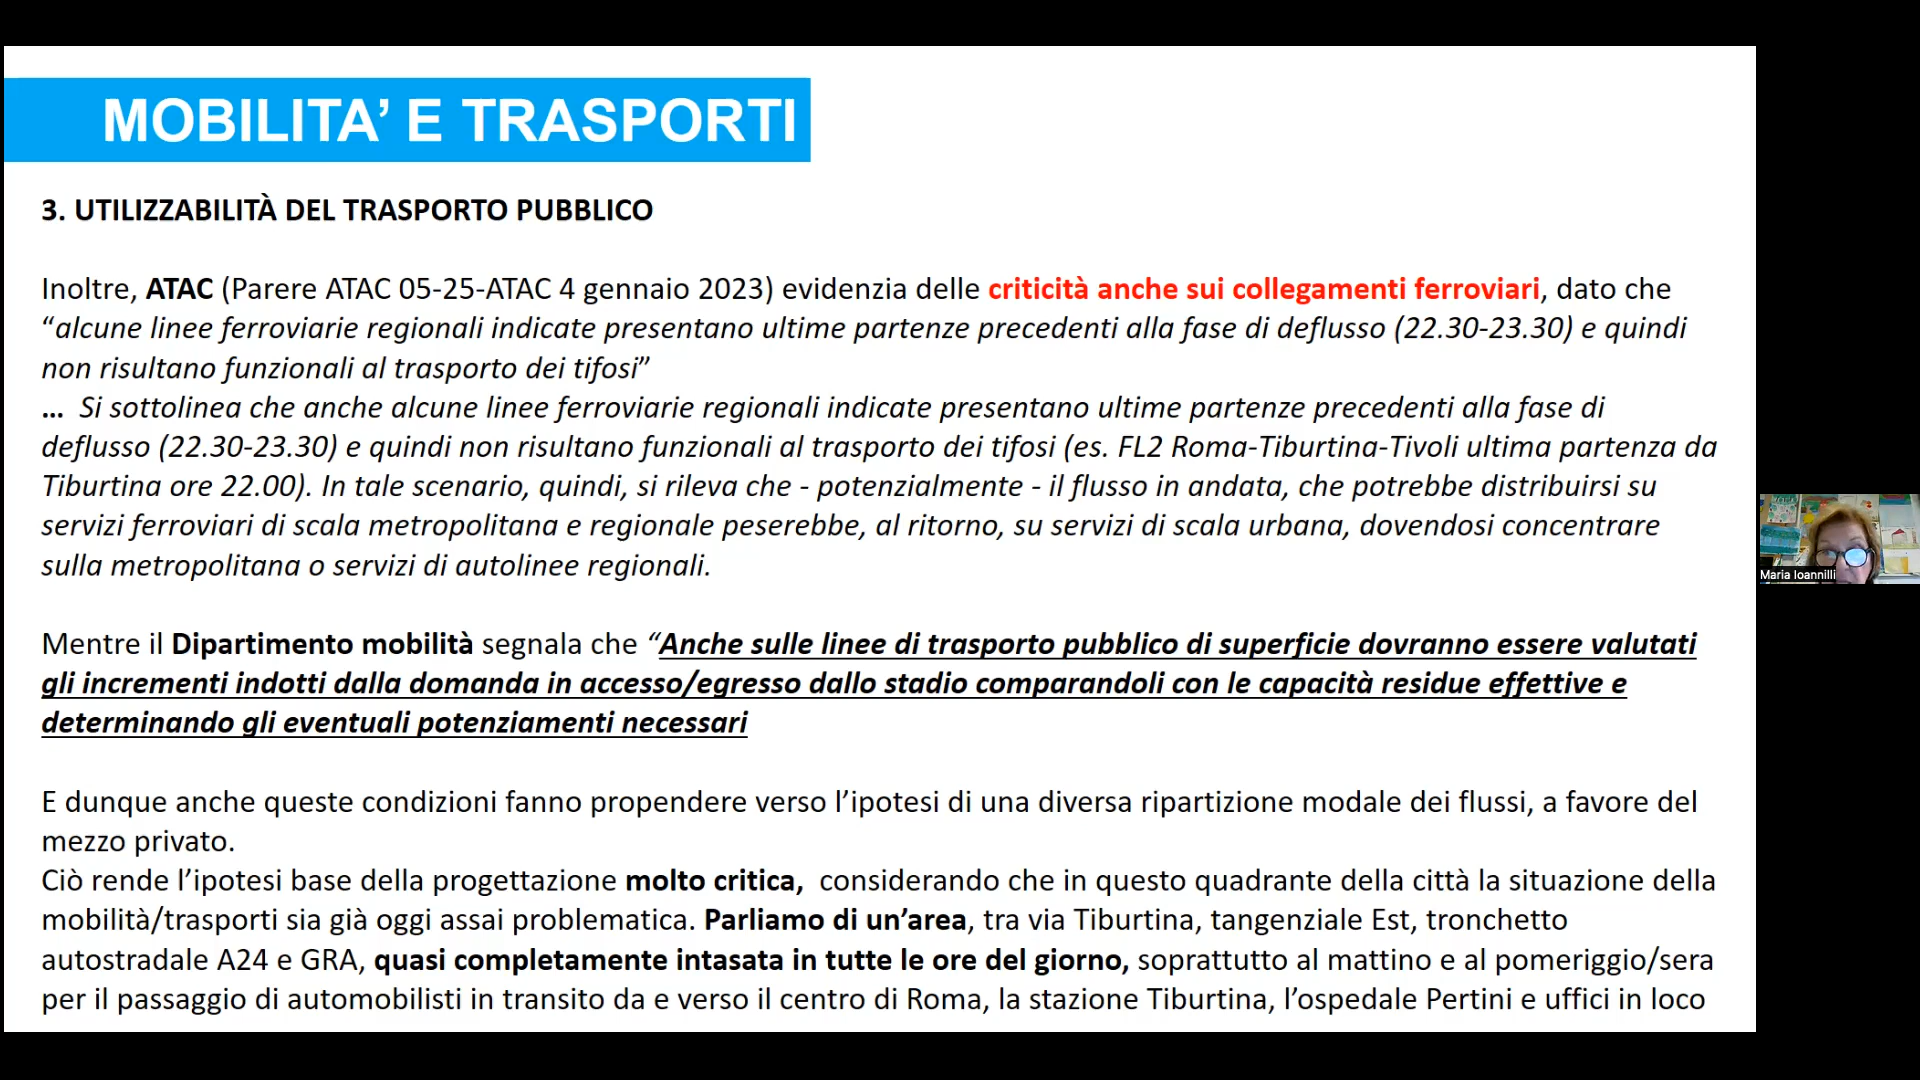 MOBILITA’ E TRASPORTI
3. UTILIZZABILITÀ DEL TRASPORTO PUBBLICO
Inoltre, ATAC (Parere ATAC 05-25-ATAC 4 gennaio 2023) evidenzia delle criticità anche sui collegamenti ferroviari, dato che
“alcune linee ferroviarie regionali indicate presentano ultime partenze precedenti alla fase di deflusso (22.30-23.30) e quindi
non risultano funzionali al trasporto dei tifosi”
... Si sottolinea che anche alcune linee ferroviarie regionali indicate presentano ultime partenze precedenti alla fase di
deflusso (22.30-23.30) e quindi non risultano funzionali al trasporto dei tifosi (es. FL2 Roma-Tiburtina-Tivoli ultima partenza da
Tiburtina ore 22.00). In tale scenario, quindi, si rileva che - potenzialmente - il flusso in andata, che potrebbe distribuirsi su
servizi ferroviari di scala metropolitana e regionale peserebbe, al ritorno, su servizi di scala urbana, dovendosi concentrare
sulla metropolitana o servizi di autolinee regionali.
Mentre il Dipartimento mobilità segnala che “Anche sulle linee di trasporto pubblico di superficie dovranno essere valutati
gli incrementi indotti dalla domanda in accesso/egresso dallo stadio comparandoli con le capacità residue effettive e
determinando gli eventuali potenziamenti necessari
E dunque anche queste condizioni fanno propendere verso l’ipotesi di una diversa ripartizione modale dei flussi, a favore del
mezzo privato.
Ciò rende l’ipotesi base della progettazione molto critica, considerando che in questo quadrante della città la situazione della
mobilità/trasporti sia già oggi assai problematica. Parliamo di un’area, tra via Tiburtina, tangenziale Est, tronchetto
autostradale A24 e GRA, quasi completamente intasata in tutte le ore del giorno, soprattutto al mattino e al pomeriggio/sera
per il passaggio di automobilisti in transito da e verso il centro di Roma, la stazione Tiburtina, l’ospedale Pertini e uffici in loco
Maria Ioannilli